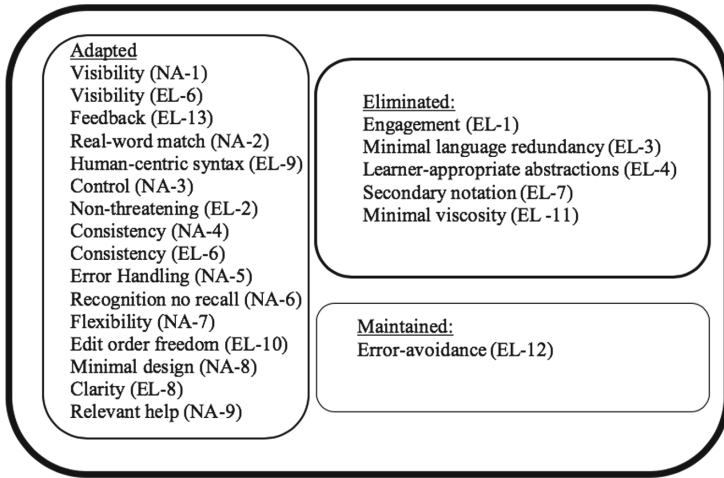 Adapted
Visibility (NA-1)
Visibility (EL-6)
Feedback (EL-13)
Real-word match (NA-2)
Human-centric syntax (EL-9)
Control (NA-3)
Non-threatening (EL-2)
Consistency (NA-4)
Consistency (EL-6)
Error Handling (NA-5)
Recognition no recall (NA-6)
Flexibility (NA-7)
Edit order freedom (EL-10)
Minimal design (NA-8)
Clarity (EL-8)
Relevant help (NA-9)
Eliminated:
Engagement (EL-1)
Minimal language redundancy (EL-3)
Learner-appropriate abstractions (EL-4)
Secondary notation (EL-7)
Minimal viscosity (EL -11)
Maintained:
Error-avoidance (EL-12)